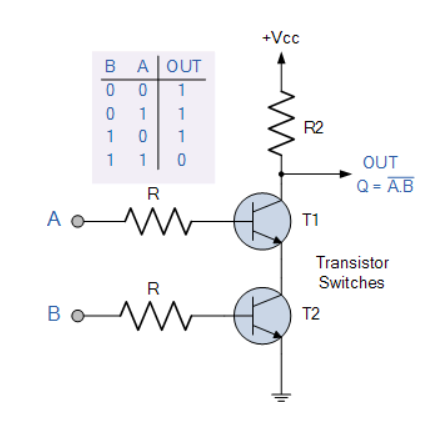 +Vcc
B A OUT
0 0 1
0 1 1
1 0 1
1 1 0
R2
OUT
Q = A̅.̅B̅
R
A
T1
Transistor
Switches
R
B
T2